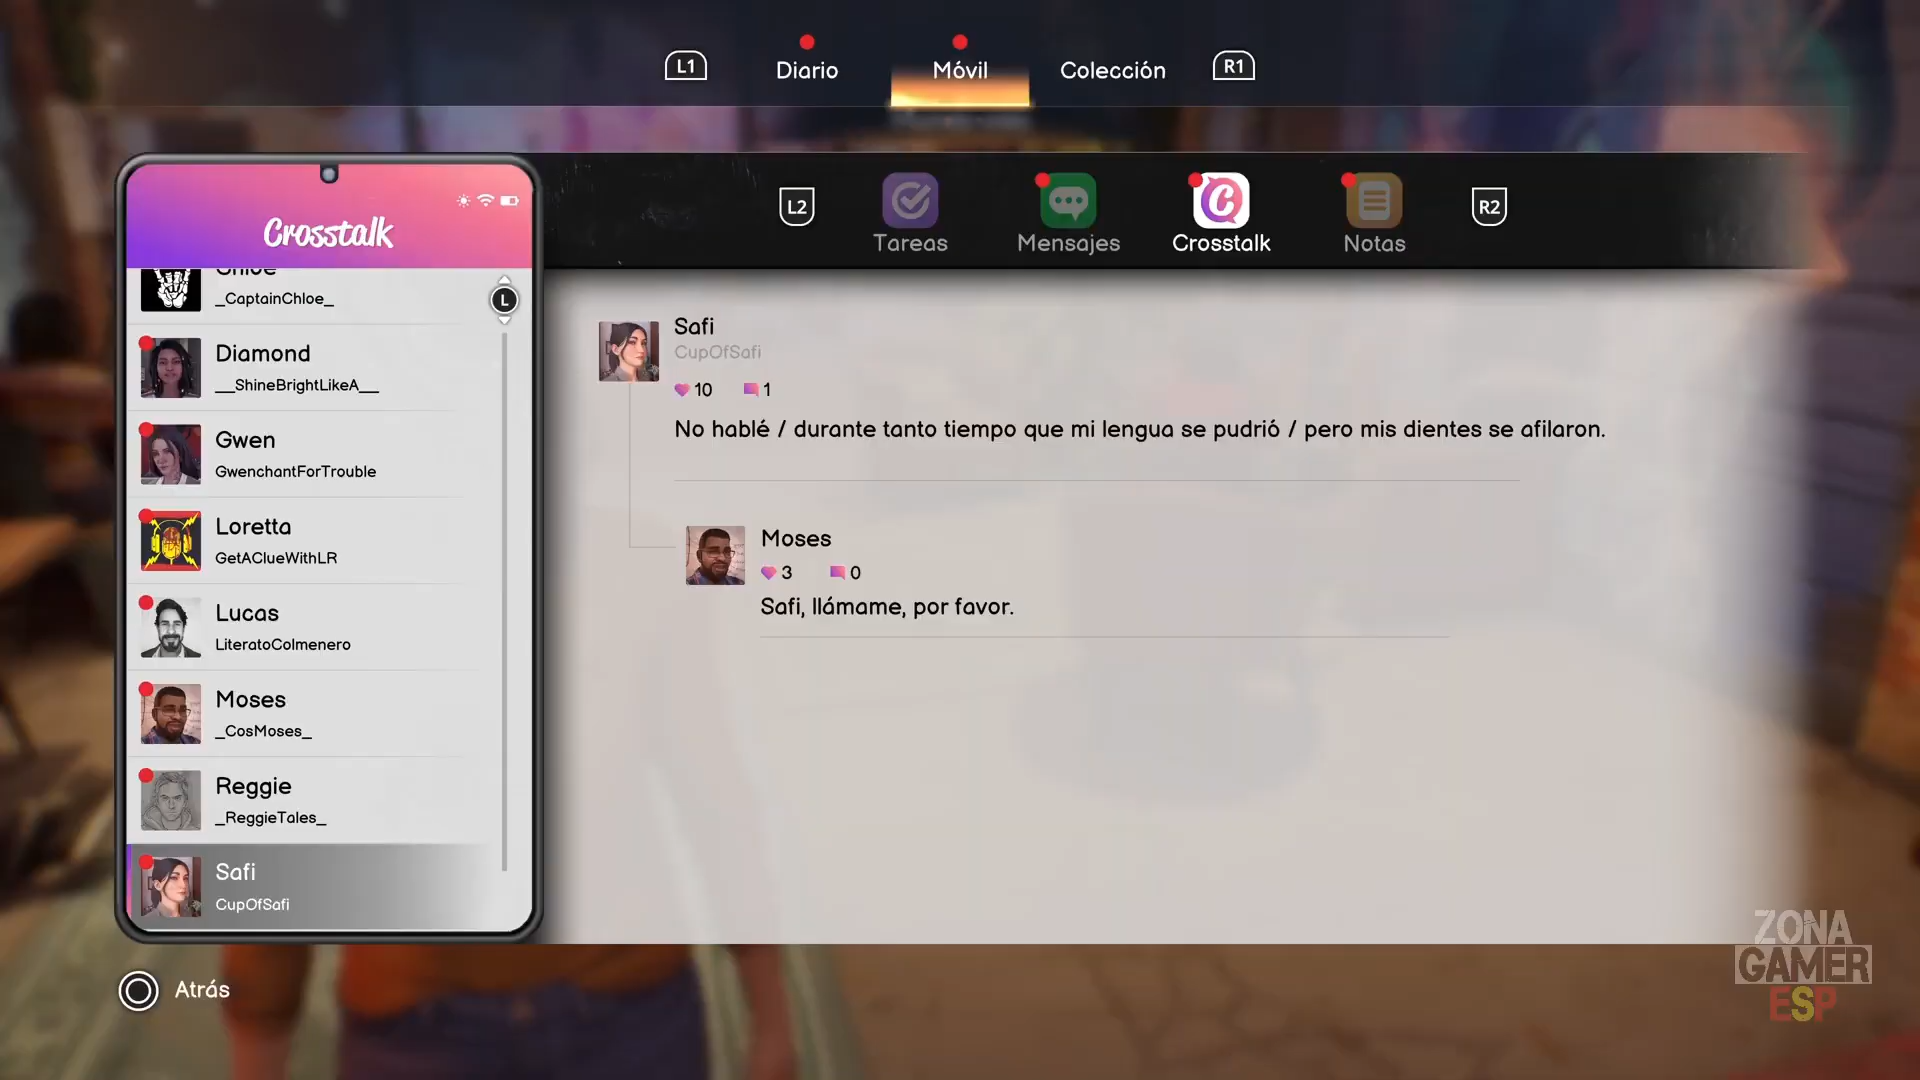 L1
Diario
Móvil
Colección
R1
Crosstalk
L2
Tareas
Mensajes
Crosstalk
Notas
R2
Chloe
_CaptainChloe_
L
Diamond
__ShineBrightLikeA__
Gwen
GwenchantForTrouble
Loretta
GetAClueWithLR
Lucas
LiteratoColmenero
Moses
_CosMoses_
Reggie
_ReggieTales_
Safi
CupOfSafi
Safi
CupOfSafi
10 1
No hablé / durante tanto tiempo que mi lengua se pudrió / pero mis dientes se afilaron.
Moses
3 0
Safi, llámame, por favor.
Atrás
ZONA
GAMER
ESP